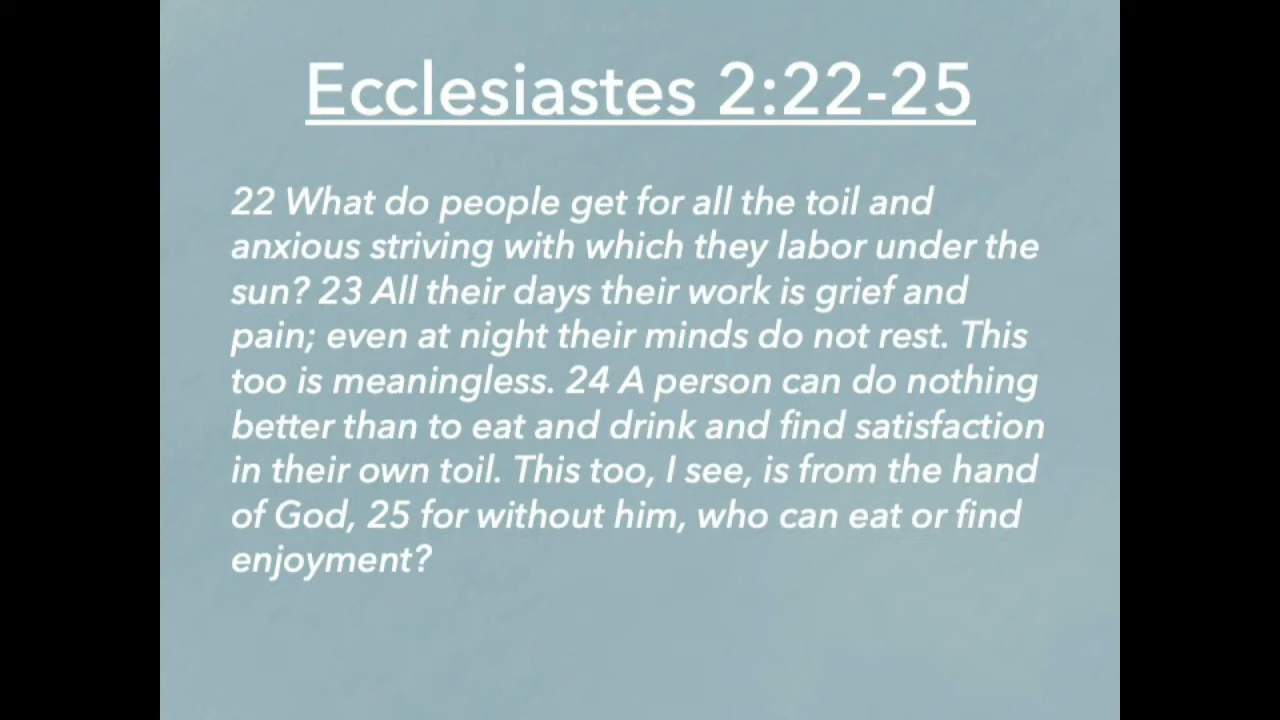 Ecclesiastes 2:22-25
22 What do people get for all the toil and
anxious striving with which they labor under the
sun? 23 All their days their work is grief and
pain; even at night their minds do not rest. This
too is meaningless. 24 A person can do nothing
better than to eat and drink and find satisfaction
in their own toil. This too, I see, is from the hand
of God, 25 for without him, who can eat or find
enjoyment?